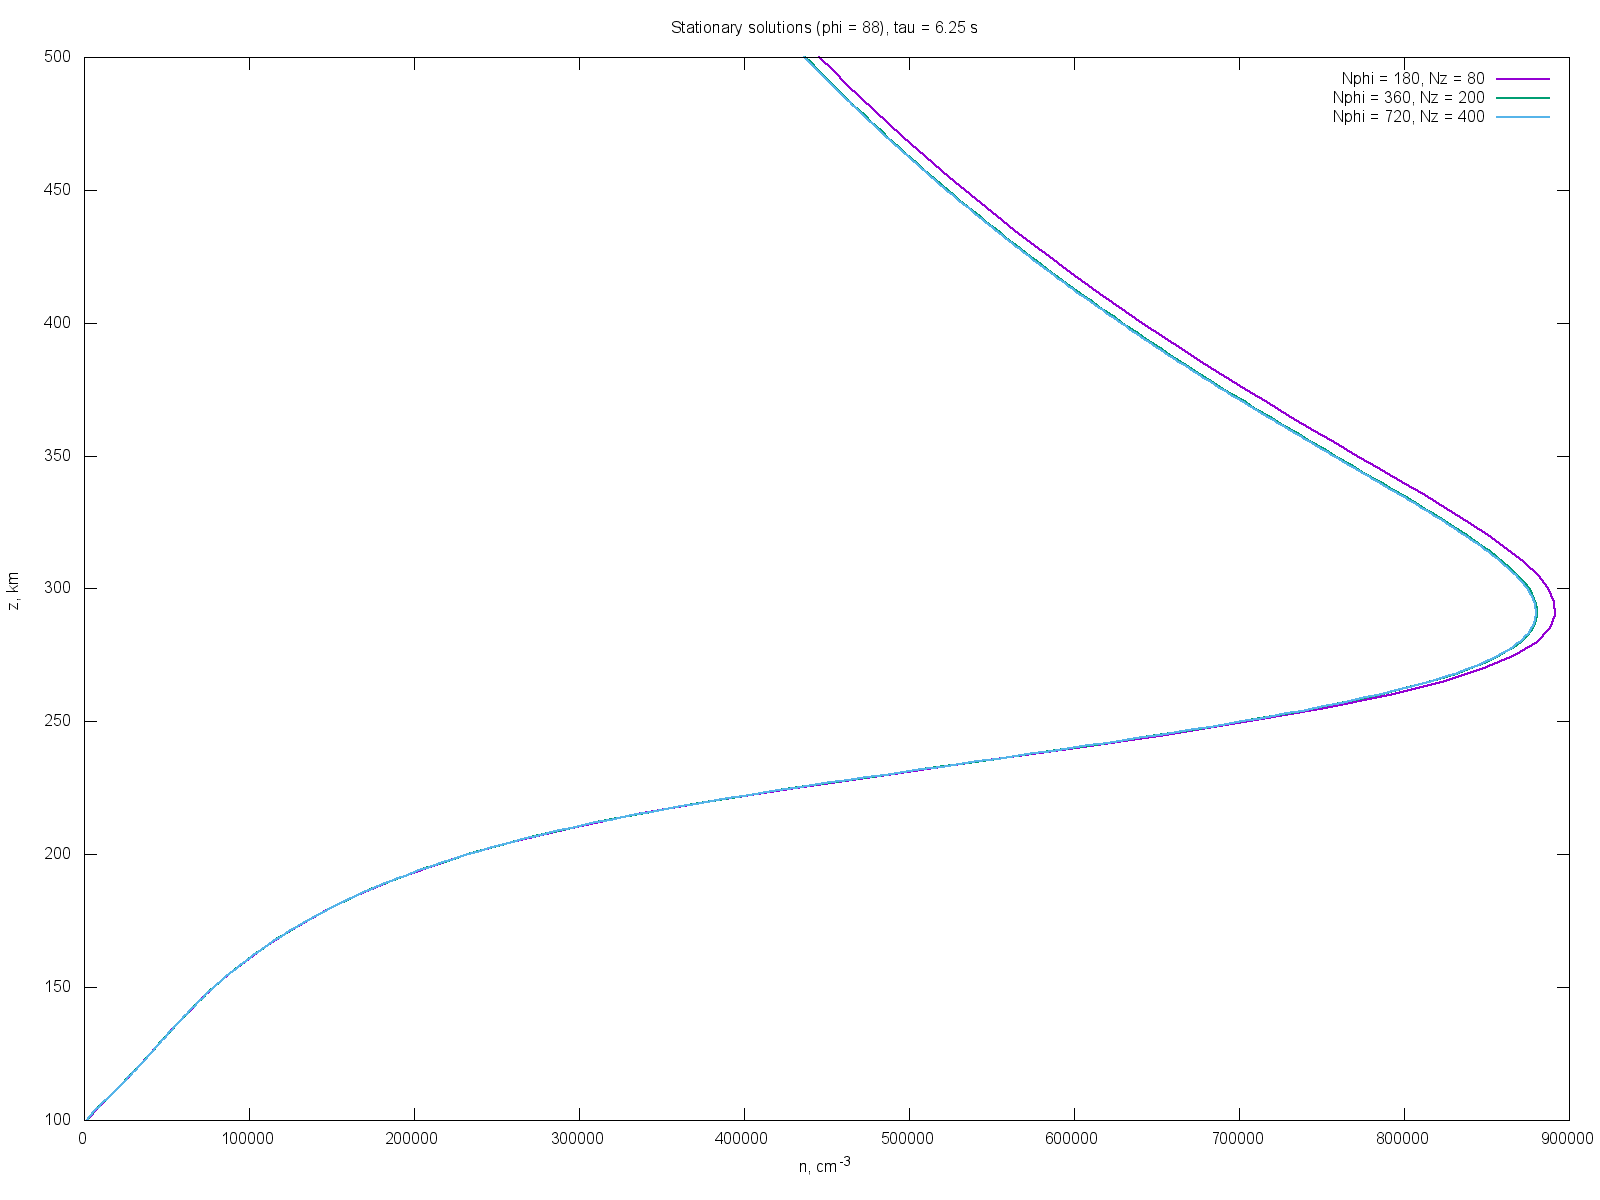 Stationary solutions (phi = 88), tau = 6.25 s
500
450
400
350
300
250
200
150
100
z, km
Nphi = 180, Nz = 80
Nphi = 360, Nz = 200
Nphi = 720, Nz = 400
0 100000 200000 300000 400000 500000 600000 700000 800000 900000
n, cm-3